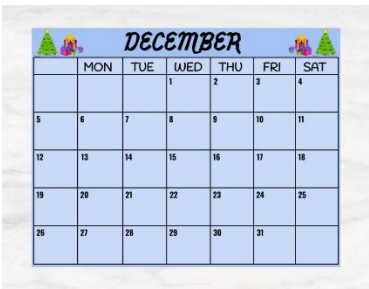 DECEMBER
MON TUE WED THU FRI SAT
1 2 3 4
5 6 7 8 9 10 11
12 13 14 15 16 17 18
19 20 21 22 23 24 25
26 27 28 29 30 31